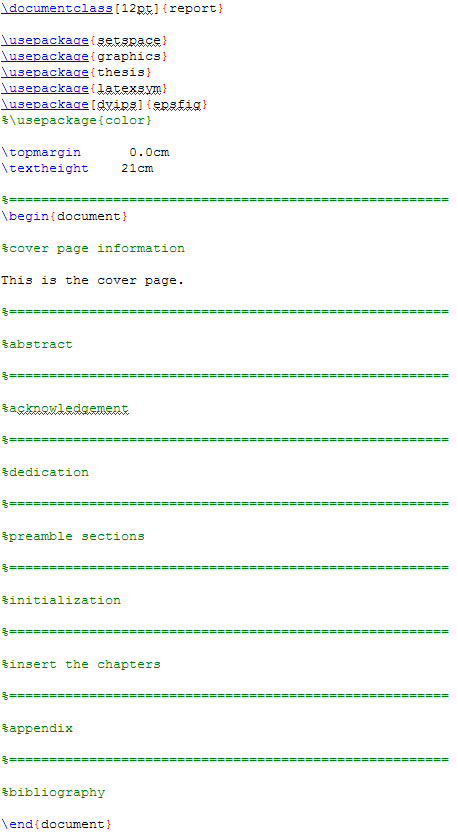 \documentclass[12pt]{report}
\usepackage{setspace}
\usepackage{graphics}
\usepackage{thesis}
\usepackage{latexsym}
\usepackage[dvips]{epsfig}
%\usepackage{color}
\topmargin      0.0cm
\textheight    21cm
%=======================================================
\begin{document}
%cover page information
This is the cover page.
%=======================================================
%abstract
%=======================================================
%acknowledgement
%=======================================================
%dedication
%=======================================================
%preamble sections
%=======================================================
%initialization
%=======================================================
%insert the chapters
%=======================================================
%appendix
%=======================================================
%bibliography
\end{document}